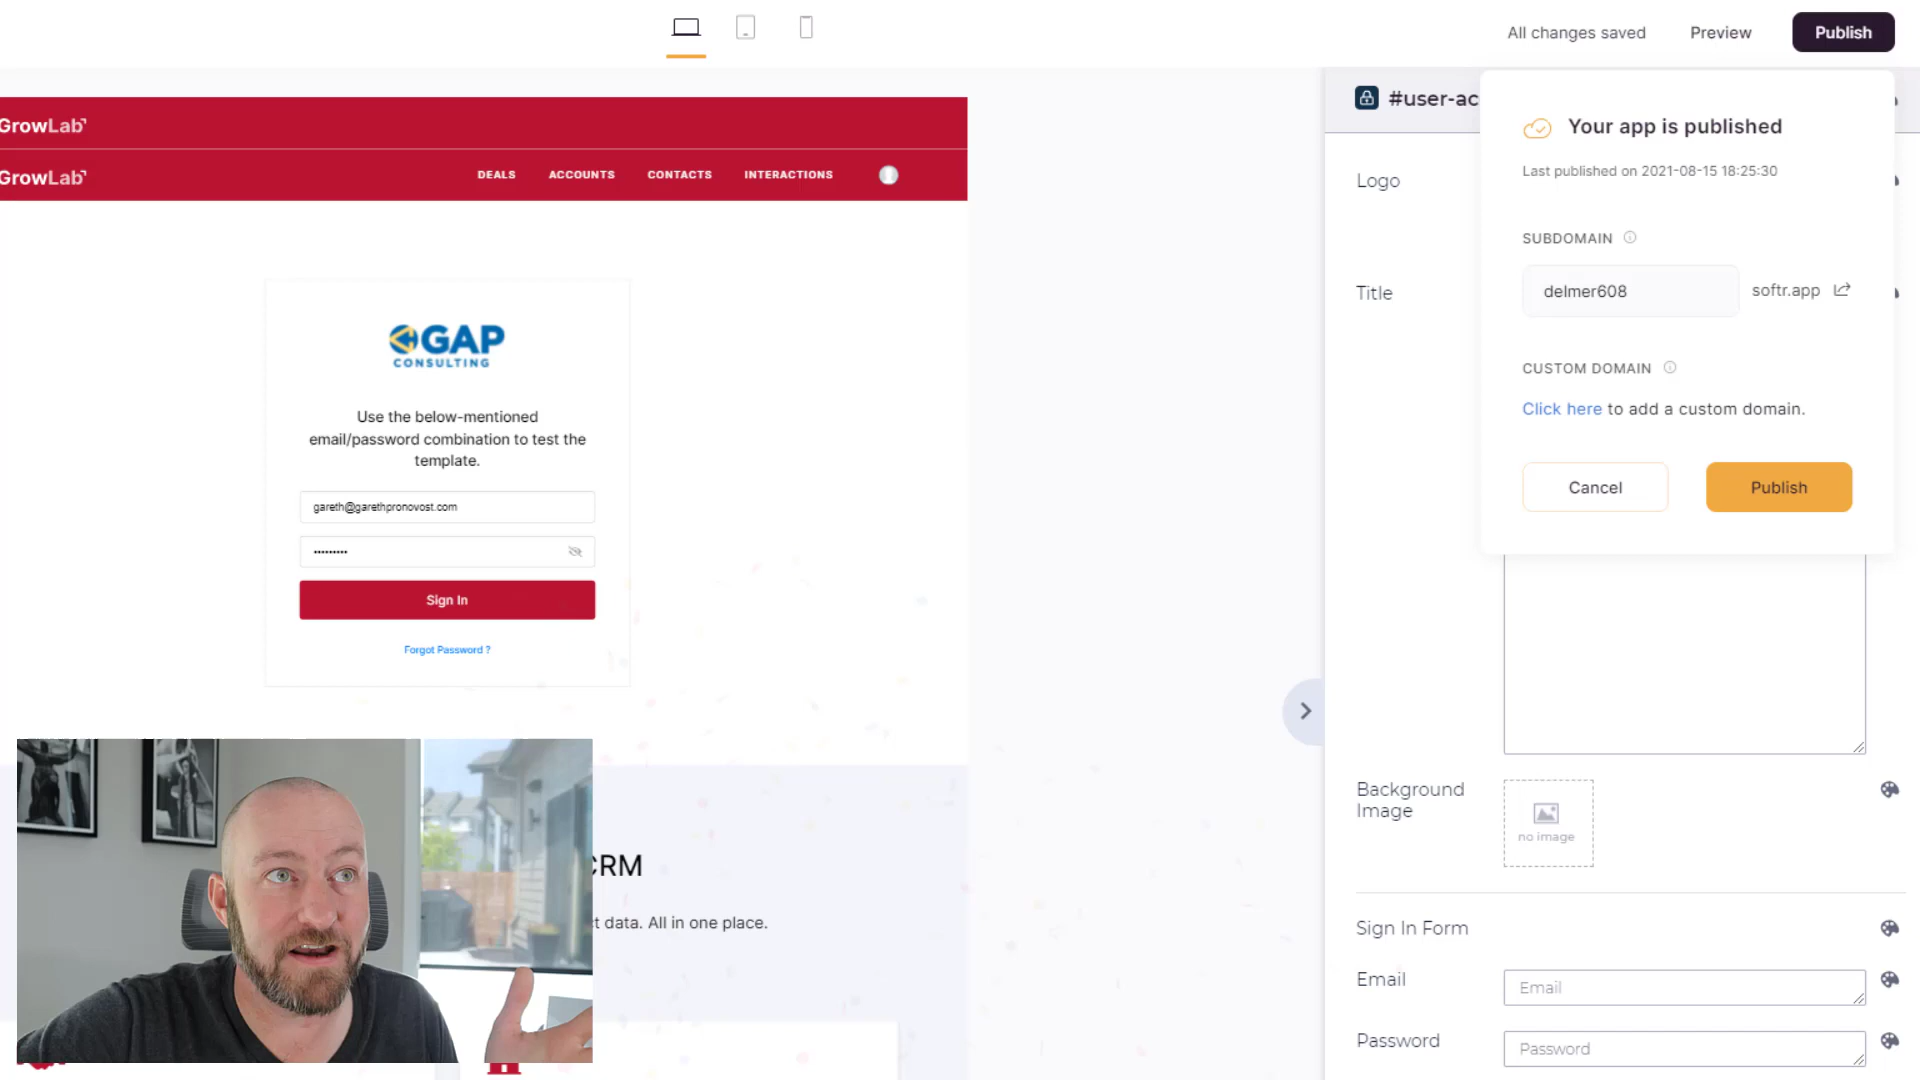 All changes saved
Preview
Publish
GrowLab
GrowLab
DEALS
ACCOUNTS
CONTACTS
INTERACTIONS
GAP
CONSULTING
Use the below-mentioned
email/password combination to test the
template.
gareth@garethpronovost.com
•••••••••
Sign In
Forgot Password ?
CRM
t data. All in one place.
#user-ac
Your app is published
Last published on 2021-08-15 18:25:30
SUBDOMAIN
delmer608
softr.app
CUSTOM DOMAIN
Click here to add a custom domain.
Cancel
Publish
Logo
Title
Background
Image
no image
Sign In Form
Email
Email
Password
Password